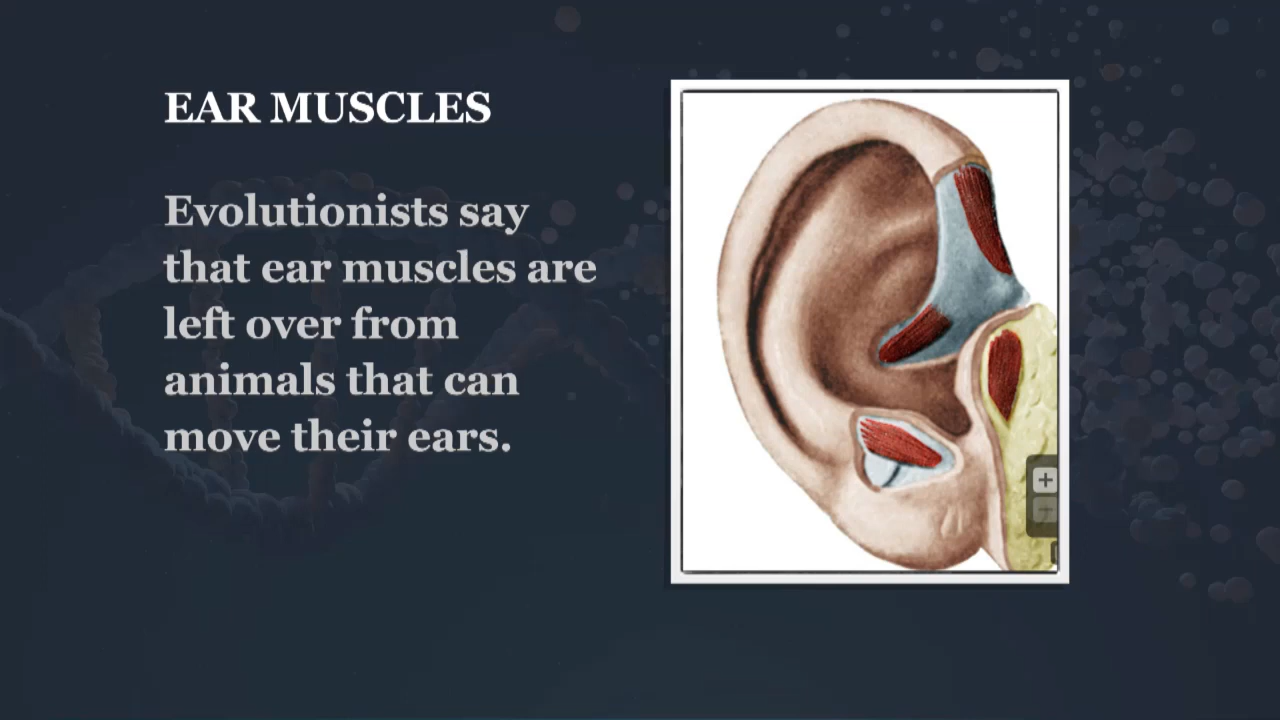 EAR MUSCLES
Evolutionists say
that ear muscles are
left over from
animals that can
move their ears.